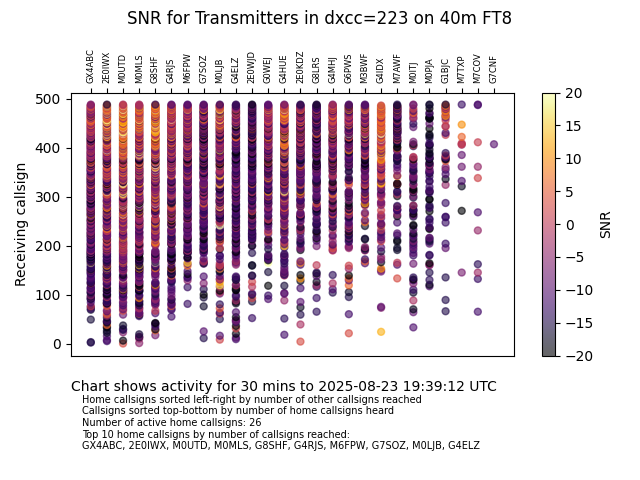 SNR for Transmitters in dxcc=223 on 40m FT8
GX4ABC 2E0IWX M0UTD M0MLS G8SHF G4RJS M6FPW G7SOZ M0LJB G4ELZ 2E0WJD G0WEJ G4HUE 2E0KDZ G8LRS G4MHJ G6PWS M3BWF G4IDX M7AWF M0ITJ M0PJA G1BJC M7TXP M7COV G7CNF
500
400
300
200
100
0
Receiving callsign
20
15
10
5
0
−5
−10
−15
−20
SNR
Chart shows activity for 30 mins to 2025-08-23 19:39:12 UTC
Home callsigns sorted left-right by number of other callsigns reached
Callsigns sorted top-bottom by number of home callsigns heard
Number of active home callsigns: 26
Top 10 home callsigns by number of callsigns reached:
GX4ABC, 2E0IWX, M0UTD, M0MLS, G8SHF, G4RJS, M6FPW, G7SOZ, M0LJB, G4ELZ